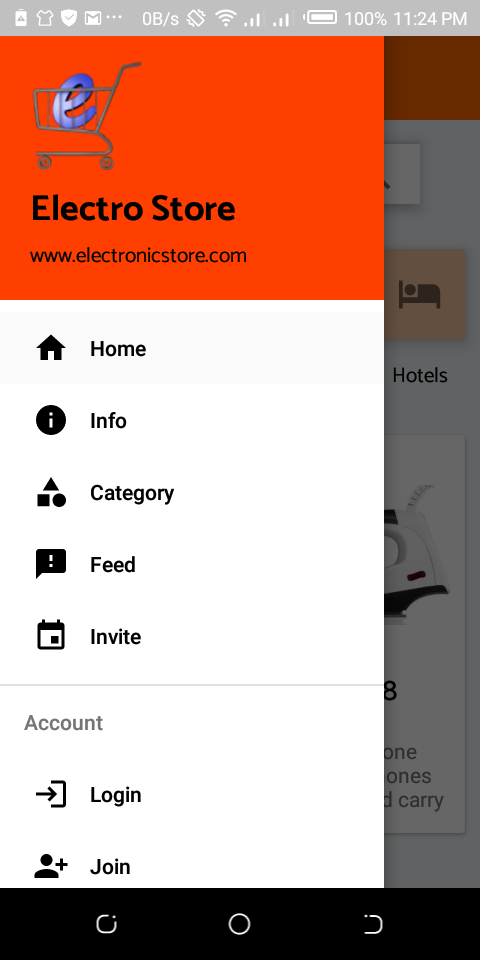 0B/s 100% 11:24 PM
Electro Store
www.electronicstore.com
Home
Info
Category
Feed
Invite
Account
Login
Join
Hotels
8
one
ones
d carry